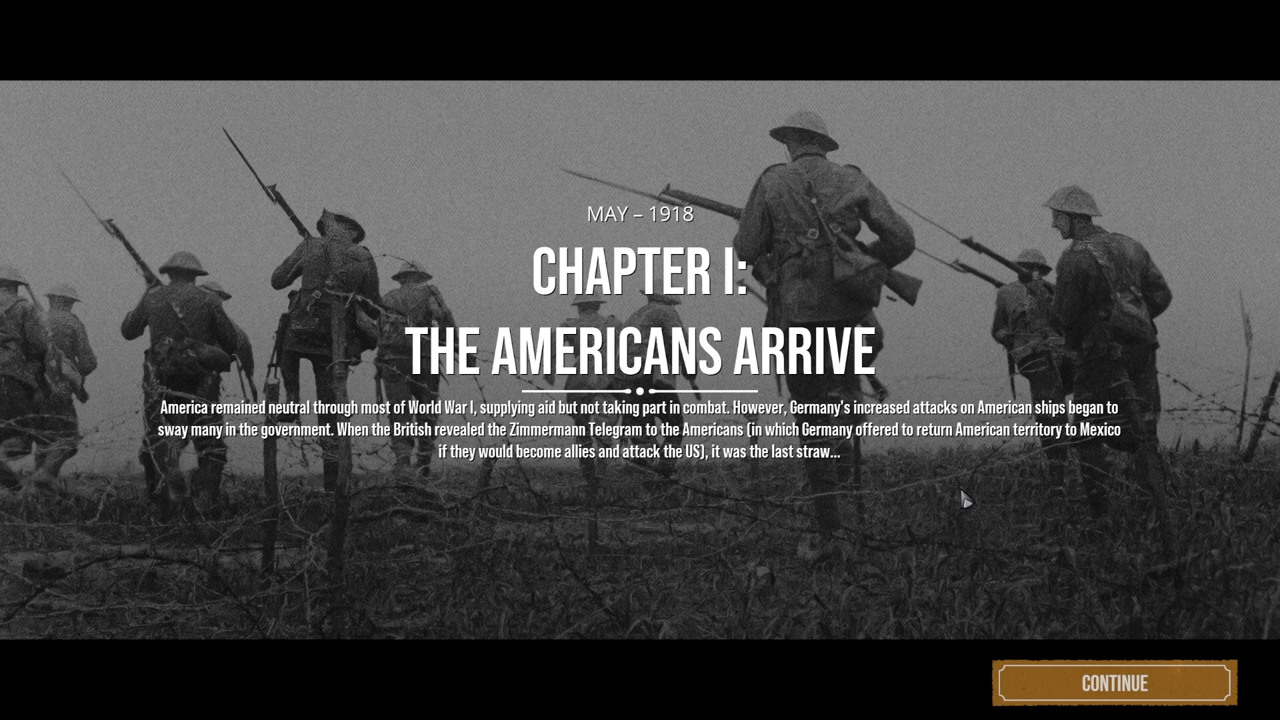 MAY – 1918
CHAPTER I:
THE AMERICANS ARRIVE
America remained neutral through most of World War I, supplying aid but not taking part in combat. However, Germany's increased attacks on American ships began to
sway many in the government. When the British revealed the Zimmermann Telegram to the Americans (in which Germany offered to return American territory to Mexico
if they would become allies and attack the US), it was the last straw...
CONTINUE